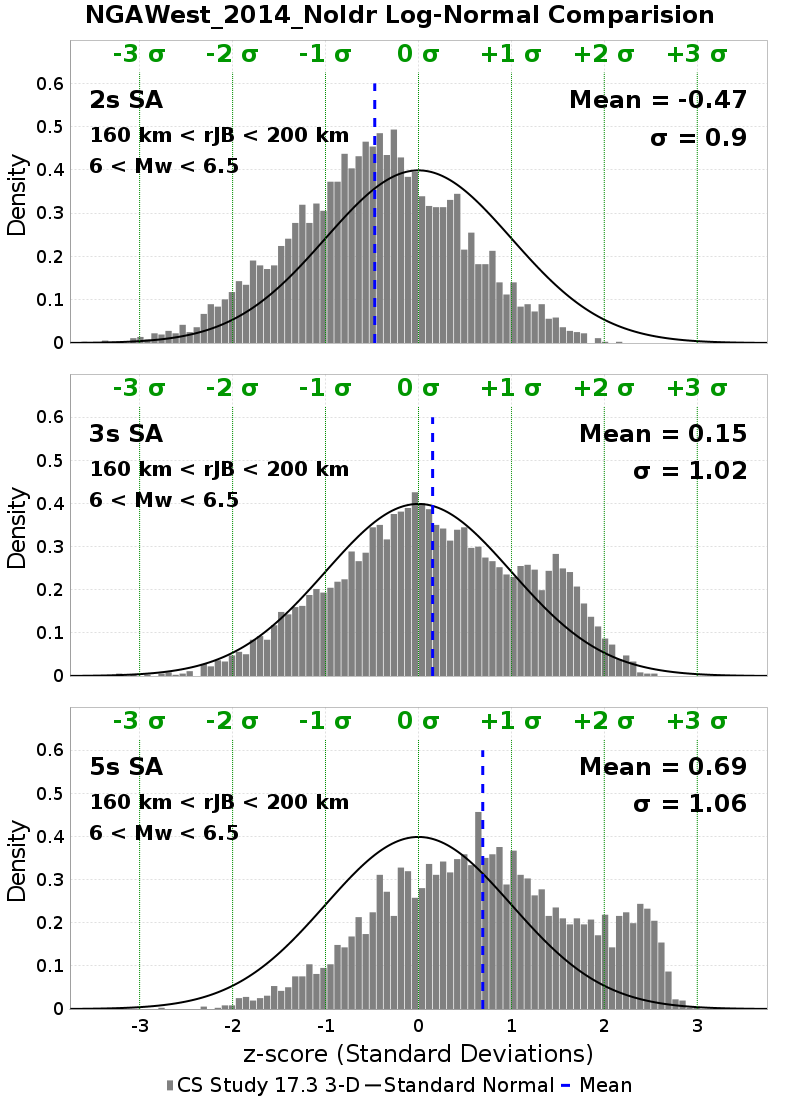 NGAWest_2014_NoIdr Log-Normal Comparision
-3 σ -2 σ -1 σ 0 σ +1 σ +2 σ +3 σ
2s SA
160 km < rJB < 200 km
6 < Mw < 6.5
Mean = -0.47
σ = 0.9
0.6
0.5
0.4
0.3
0.2
0.1
0
Density
-3 σ -2 σ -1 σ 0 σ +1 σ +2 σ +3 σ
3s SA
160 km < rJB < 200 km
6 < Mw < 6.5
Mean = 0.15
σ = 1.02
0.6
0.5
0.4
0.3
0.2
0.1
0
Density
-3 σ -2 σ -1 σ 0 σ +1 σ +2 σ +3 σ
5s SA
160 km < rJB < 200 km
6 < Mw < 6.5
Mean = 0.69
σ = 1.06
0.6
0.5
0.4
0.3
0.2
0.1
0
Density
-3 -2 -1 0 1 2 3
z-score (Standard Deviations)
CS Study 17.3 3-D Standard Normal Mean